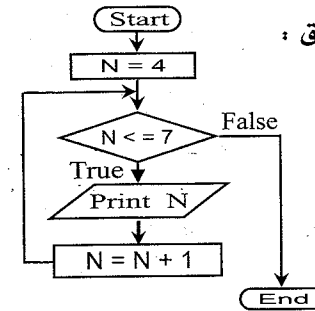 Start
ق :
N = 4
N <= 7
False
True
Print N
N = N + 1
End